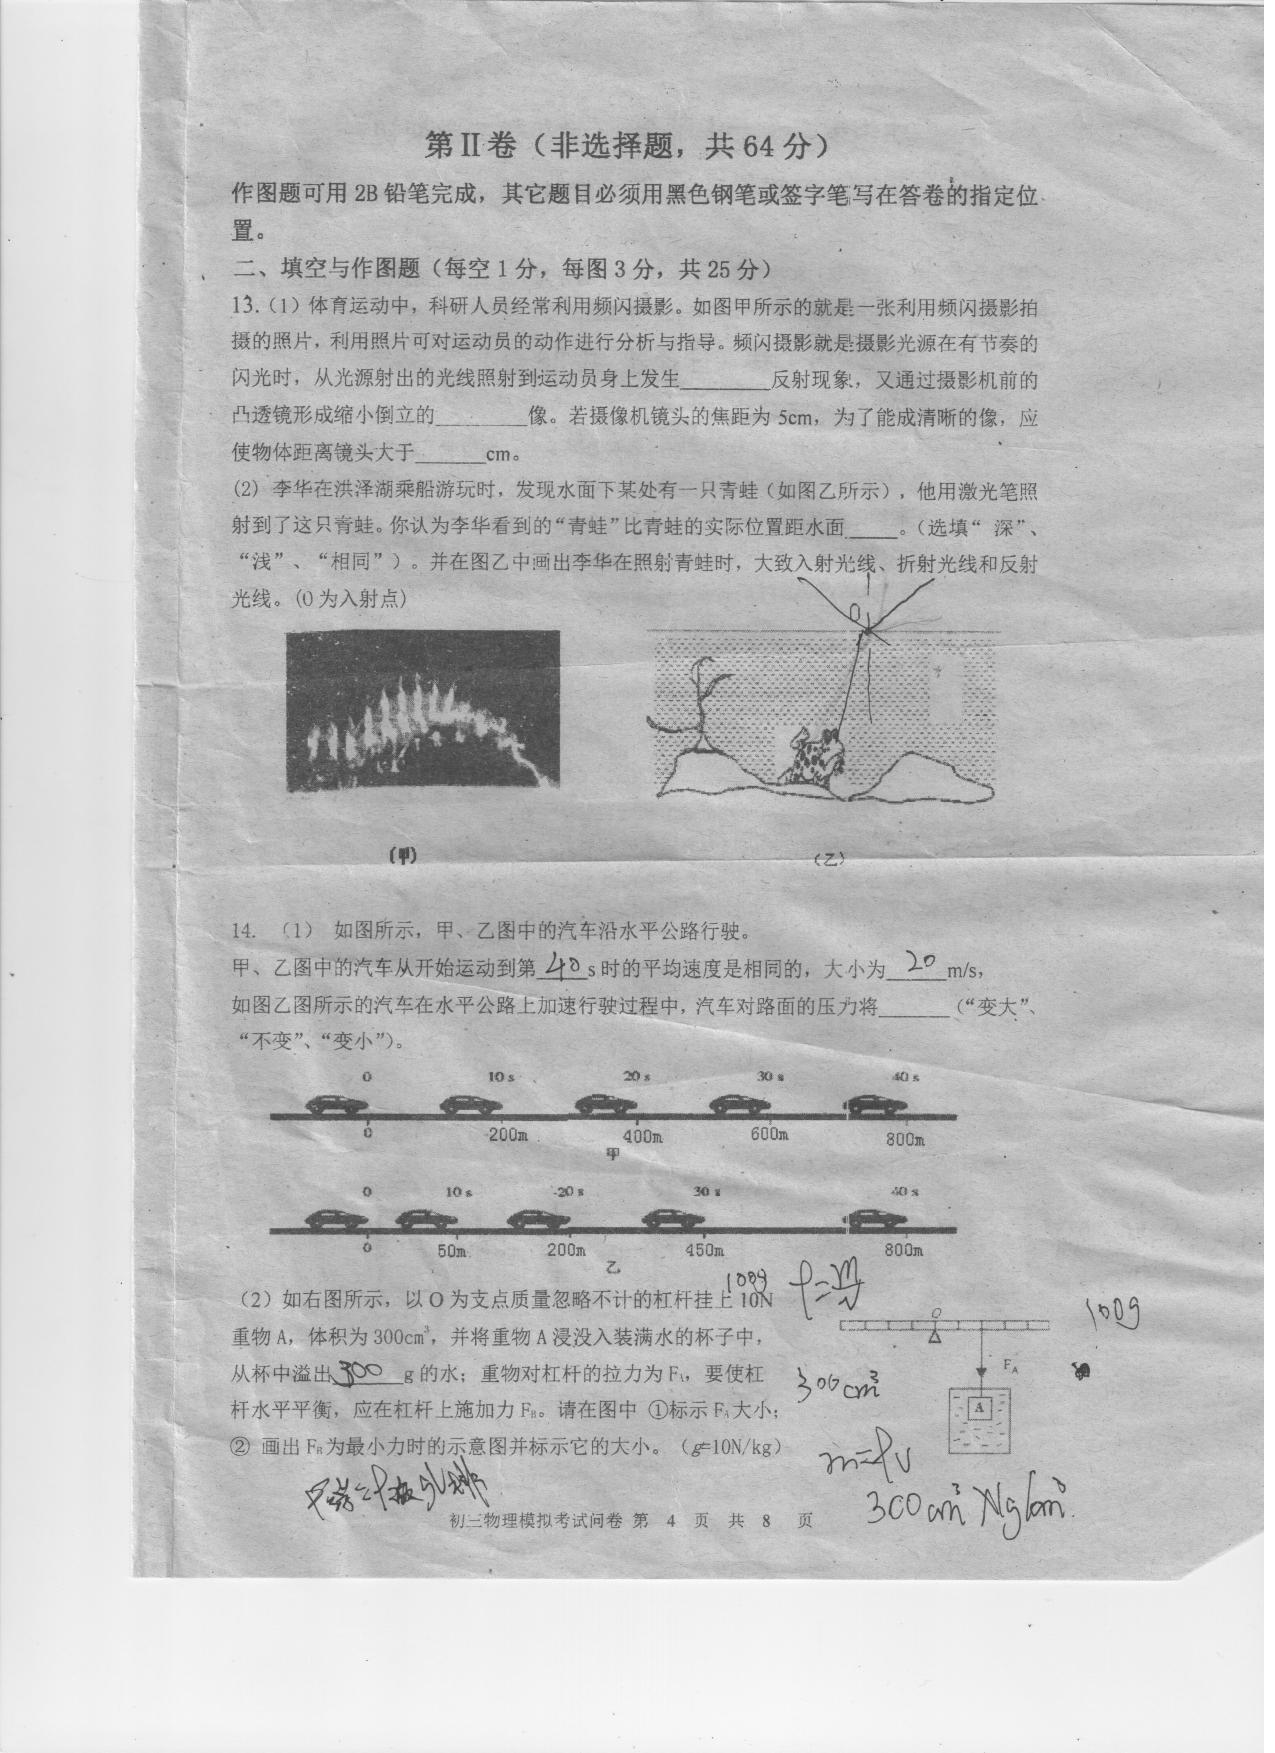 第Ⅱ卷（非选择题，共64分）
作图题可用2B铅笔完成，其它题目必须用黑色钢笔或签字笔写在答卷的指定位
置。
二、填空与作图题（每空1分，每图3分，共25分）
13.（1）体育运动中，科研人员经常利用频闪摄影。如图甲所示的就是一张利用频闪摄影拍
摄的照片，利用照片可对运动员的动作进行分析与指导。频闪摄影就是摄影光源在有节奏的
闪光时，从光源射出的光线照射到运动员身上发生________反射现象，又通过摄影机前的
凸透镜形成缩小倒立的________像。若摄像机镜头的焦距为5cm，为了能成清晰的像，应
使物体距离镜头大于______cm。
(2) 李华在洪泽湖乘船游玩时，发现水面下某处有一只青蛙（如图乙所示），他用激光笔照
射到了这只青蛙。你认为李华看到的“青蛙”比青蛙的实际位置距水面____。（选填“ 深”、
“浅”、“相同”）。并在图乙中画出李华在照射青蛙时，大致入射光线、折射光线和反射
光线。(0为入射点)
O
（甲） （乙）
14. （1） 如图所示，甲、乙图中的汽车沿水平公路行驶。
甲、乙图中的汽车从开始运动到第 40 s时的平均速度是相同的，大小为 20 m/s，
如图乙图所示的汽车在水平公路上加速行驶过程中，汽车对路面的压力将______（“变大”、
“不变”、“变小”）。
0 10 s 20 s 30 s 40 s
0 200m 400m 600m 800m
甲
0 10 s 20 s 30 s 40 s
0 50m 200m 450m 800m
乙
100g
（2）如右图所示，以O为支点质量忽略不计的杠杆挂上10N
重物A，体积为300cm³，并将重物A浸没入装满水的杯子中，
从杯中溢出 300 g的水；重物对杠杆的拉力为F_A，要使杠
杆水平平衡，应在杠杆上施加力F_B。请在图中 ①标示F_A大小；
② 画出F_B为最小力时的示意图并标示它的大小。（g=10N/kg）
O
F_A
A
100g
300cm³
m=ρv
初三物理模拟考试问卷 第 4 页 共 8 页